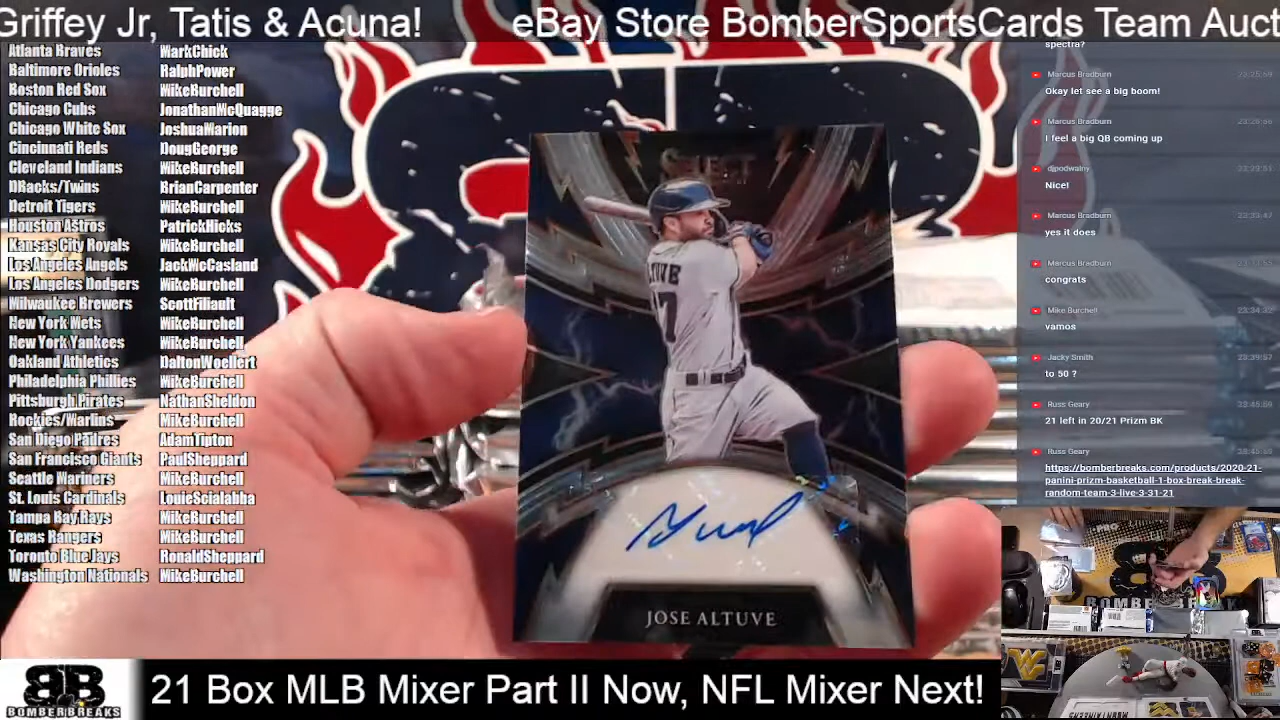 Griffey Jr, Tatis & Acuna! eBay Store BomberSportsCards Team Auct
Atlanta Braves WarkChick
Baltimore Orioles RalphPower
Boston Red Sox MikeBurchell
Chicago Cubs JonathanMcQuagge
Chicago White Sox JoshuaMarion
Cincinnati Reds DougGeorge
Cleveland Indians MikeBurchell
DBacks/Twins BrianCarpenter
Detroit Tigers MikeBurchell
Houston Astros PatrickHicks
Kansas City Royals MikeBurchell
Los Angeles Angels JackMcCasland
Los Angeles Dodgers MikeBurchell
Milwaukee Brewers ScottFiliault
New York Mets MikeBurchell
New York Yankees MikeBurchell
Oakland Athletics DaltonWoellert
Philadelphia Phillies MikeBurchell
Pittsburgh Pirates NathanSheldon
Rockies/Marlins MikeBurchell
San Diego Padres AdamTipton
San Francisco Giants PaulSheppard
Seattle Mariners MikeBurchell
St. Louis Cardinals LouieScialabba
Tampa Bay Rays MikeBurchell
Texas Rangers MikeBurchell
Toronto Blue Jays RonaldSheppard
Washington Nationals MikeBurchell
SELECT
TUVE
7
JOSE ALTUVE
spectra?
Marcus Bradburn
Okay let see a big boom!
Marcus Bradburn
I feel a big QB coming up
djpodwalny
Nice!
Marcus Bradburn
yes it does
Marcus Bradburn
congrats
Mike Burchell
vamos
Jacky Smith
to 50 ?
Russ Geary
21 left in 20/21 Prizm BK
Russ Geary
https://bomberbreaks.com/products/2020-21-
panini-prizm-basketball-1-box-break-break-
random-team-3-live-3-31-21
BB
BOMBERBREAKS
21 Box MLB Mixer Part II Now, NFL Mixer Next!